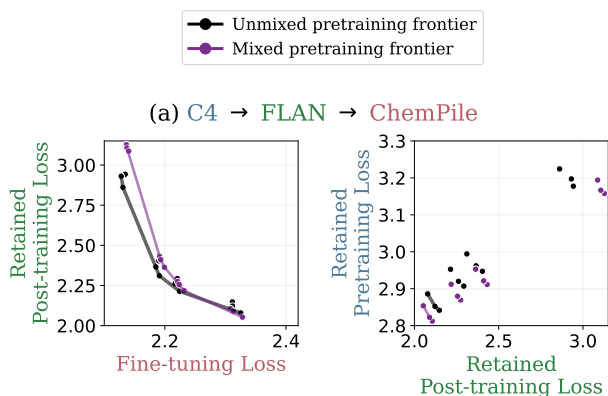 Unmixed pretraining frontier
Mixed pretraining frontier
(a) C4 → FLAN → ChemPile
Retained
Post-training Loss
3.00
2.75
2.50
2.25
2.00
2.2
2.4
Fine-tuning Loss
Retained
Pretraining Loss
3.3
3.2
3.1
3.0
2.9
2.8
2.0
2.5
3.0
Retained
Post-training Loss